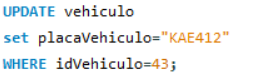 UPDATE vehiculo
set placaVehiculo="KAE412"
WHERE idVehiculo=43;